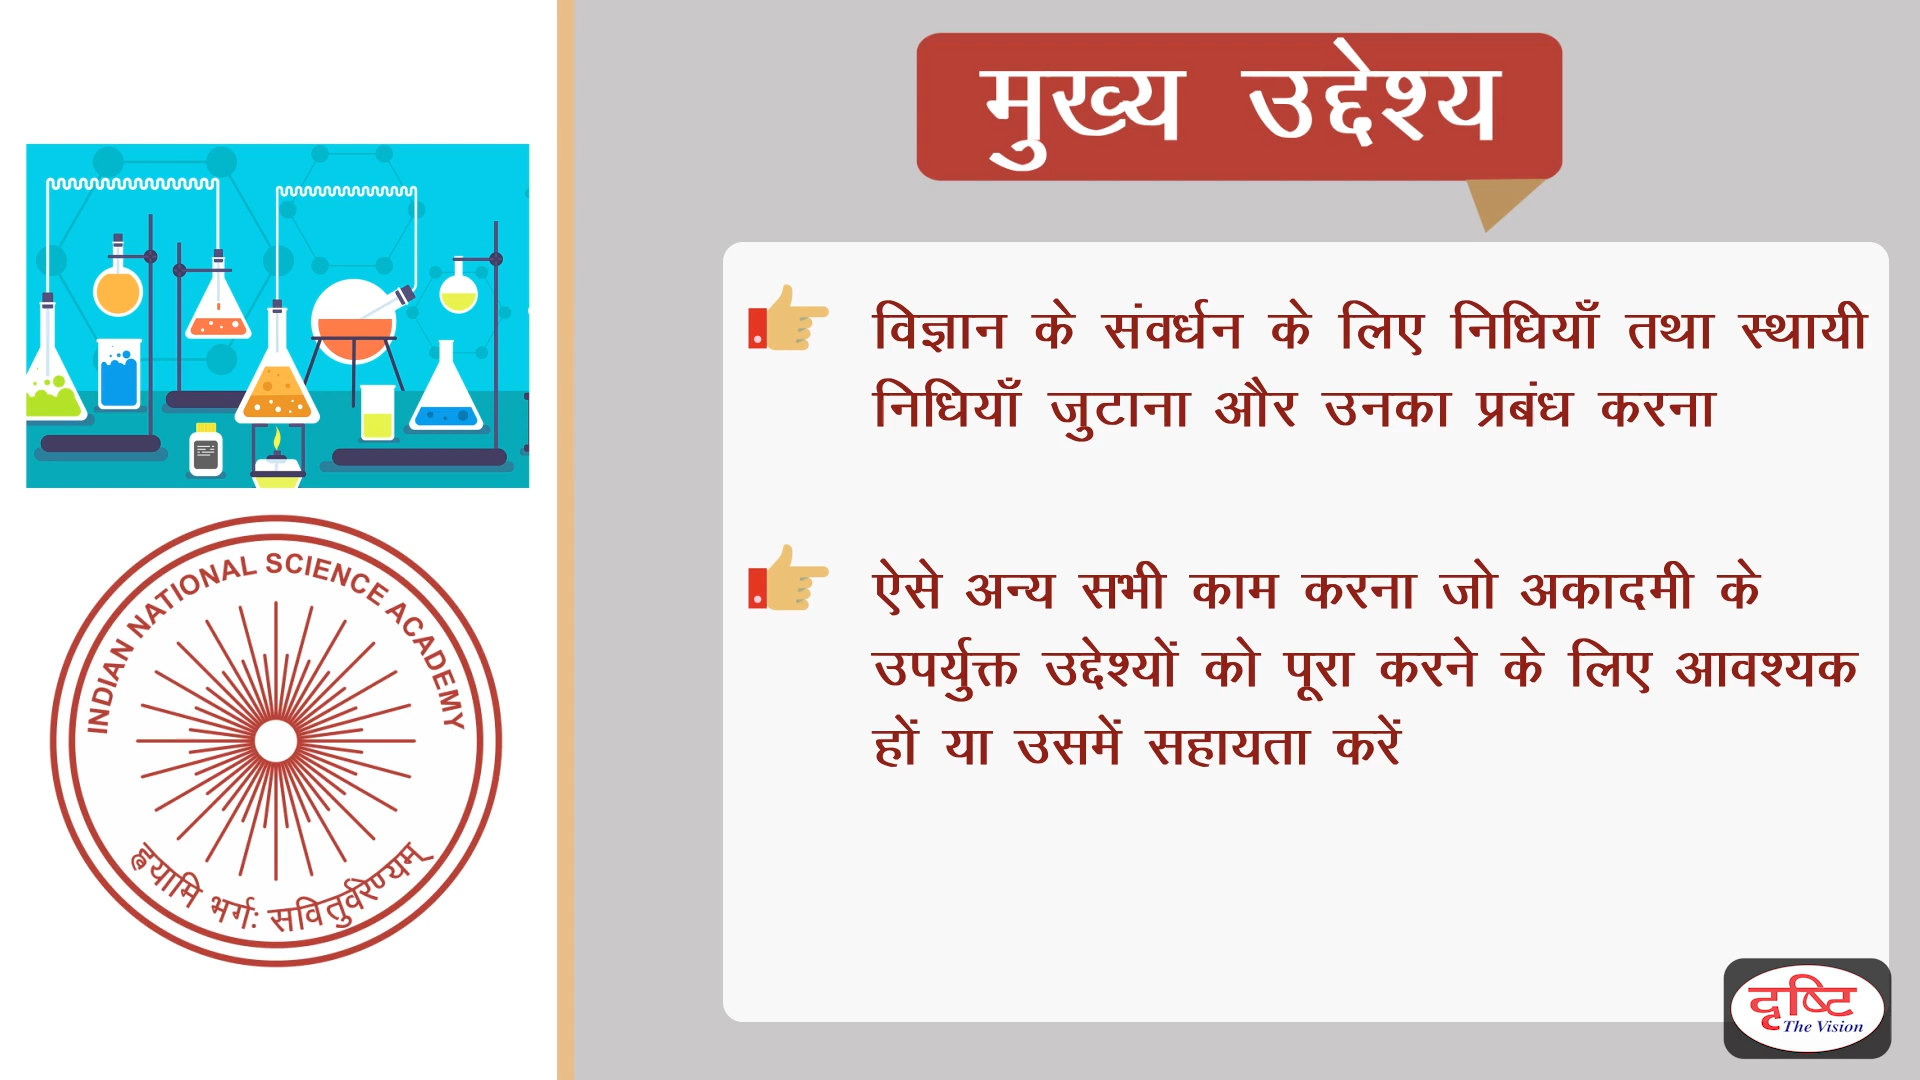 मुख्य उद्देश्य
विज्ञान के संवर्धन के लिए निधियाँ तथा स्थायी
निधियाँ जुटाना और उनका प्रबंध करना
ऐसे अन्य सभी काम करना जो अकादमी के
उपर्युक्त उद्देश्यों को पूरा करने के लिए आवश्यक
हों या उसमें सहायता करें
INDIAN NATIONAL SCIENCE ACADEMY
भर्ग: सवितुर्वरेण्यम्
दृष्टि
The Vision